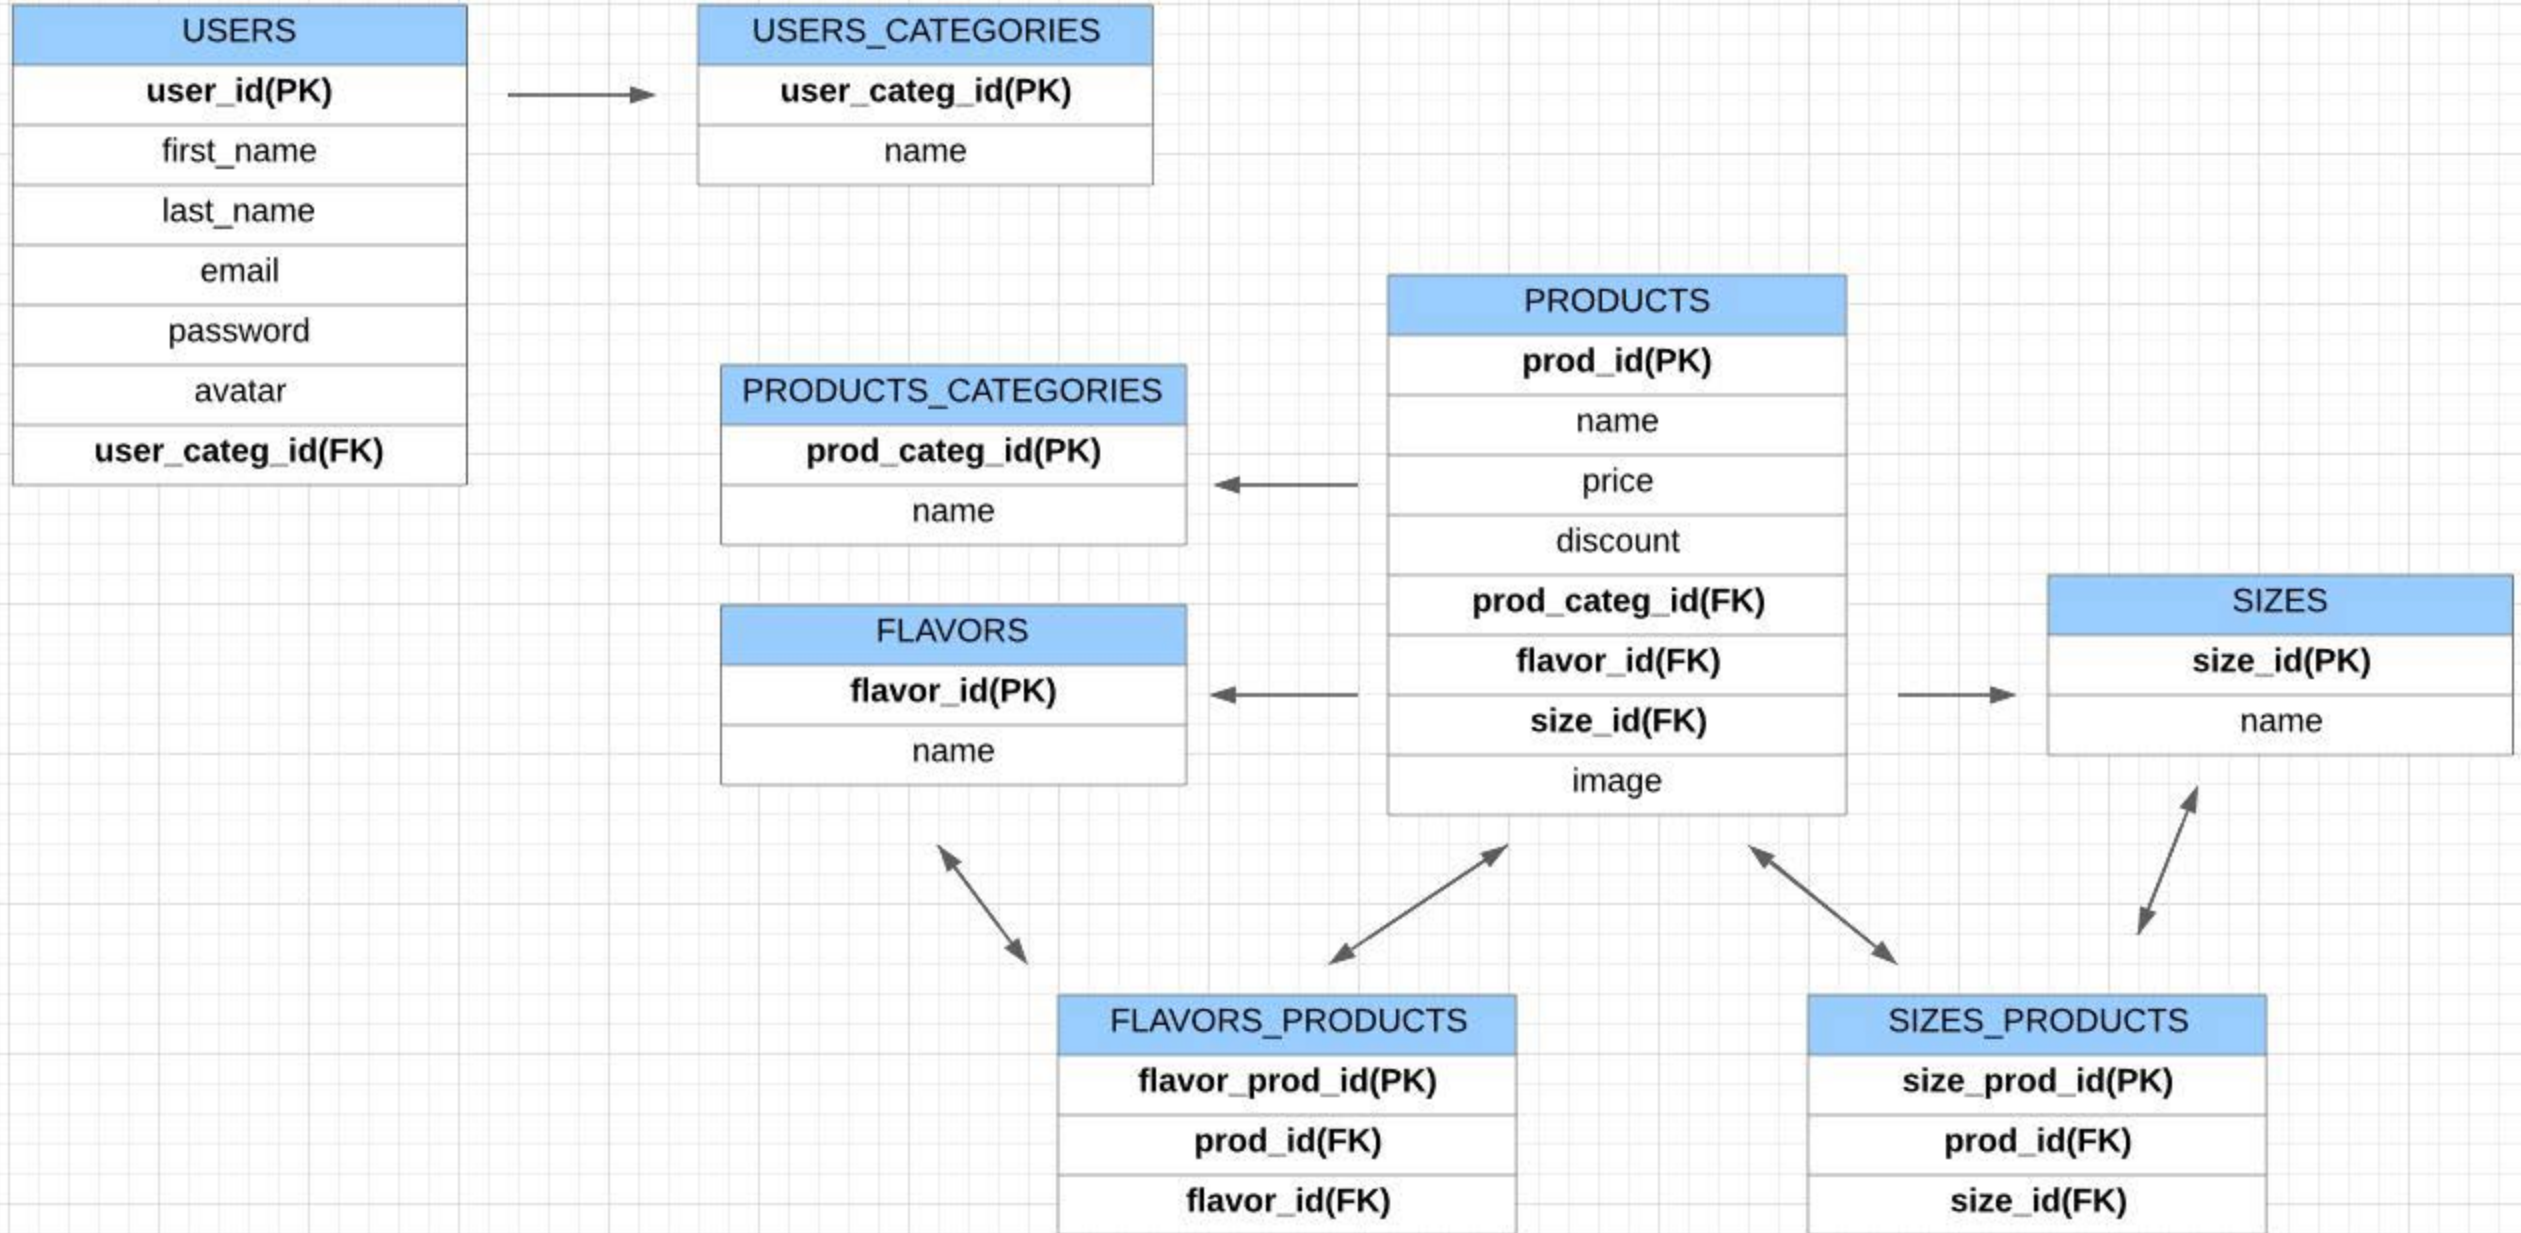 USERS
user_id(PK)
first_name
last_name
email
password
avatar
user_categ_id(FK)
USERS_CATEGORIES
user_categ_id(PK)
name
PRODUCTS_CATEGORIES
prod_categ_id(PK)
name
FLAVORS
flavor_id(PK)
name
PRODUCTS
prod_id(PK)
name
price
discount
prod_categ_id(FK)
flavor_id(FK)
size_id(FK)
image
SIZES
size_id(PK)
name
FLAVORS_PRODUCTS
flavor_prod_id(PK)
prod_id(FK)
flavor_id(FK)
SIZES_PRODUCTS
size_prod_id(PK)
prod_id(FK)
size_id(FK)